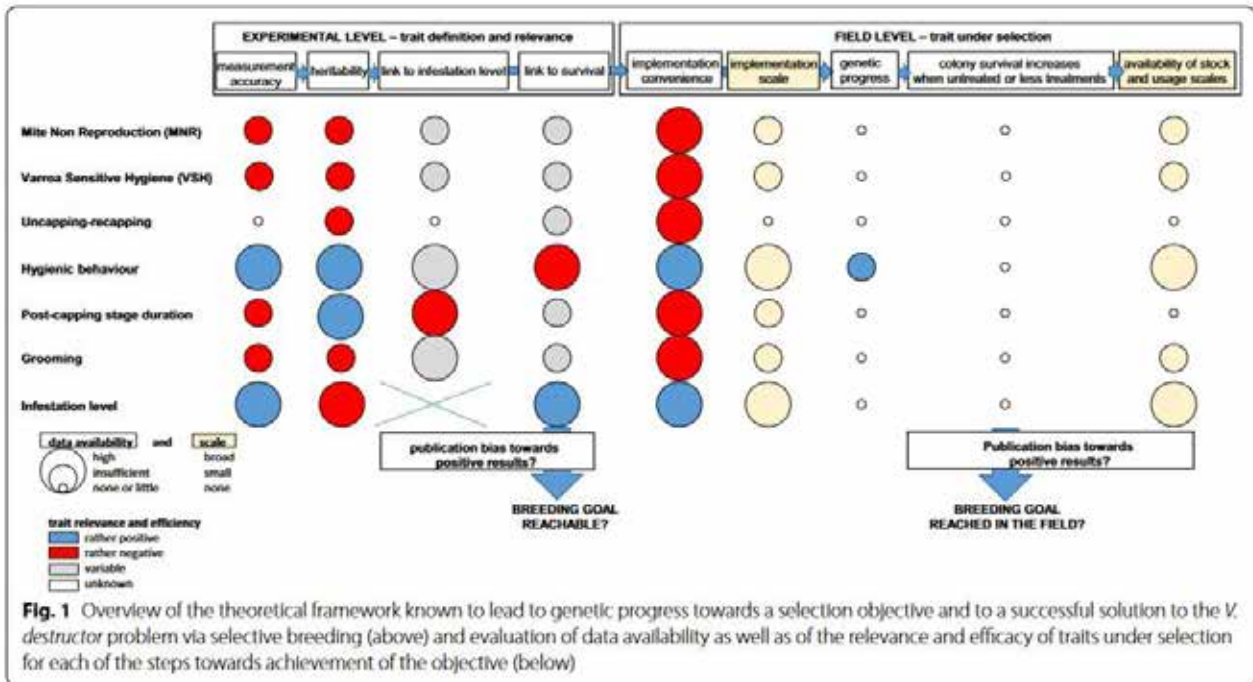 EXPERIMENTAL LEVEL – trait definition and relevance
FIELD LEVEL – trait under selection
measurement accuracy
heritability
link to infestation level
link to survival
implementation convenience
implementation scale
genetic progress
colony survival increases when untreated or less treatments
availability of stock and usage scales
Mite Non Reproduction (MNR)
Varroa Sensitive Hygiene (VSH)
Uncapping-recapping
Hygienic behaviour
Post-capping stage duration
Grooming
Infestation level
data availability and scale
high broad
insufficient small
none or little none
publication bias towards
positive results?
Publication bias towards
positive results?
BREEDING GOAL
REACHABLE?
BREEDING GOAL
REACHED IN THE FIELD?
trait relevance and efficiency
rather positive
rather negative
variable
unknown
Fig. 1 Overview of the theoretical framework known to lead to genetic progress towards a selection objective and to a successful solution to the V.
destructor problem via selective breeding (above) and evaluation of data availability as well as of the relevance and efficacy of traits under selection
for each of the steps towards achievement of the objective (below)